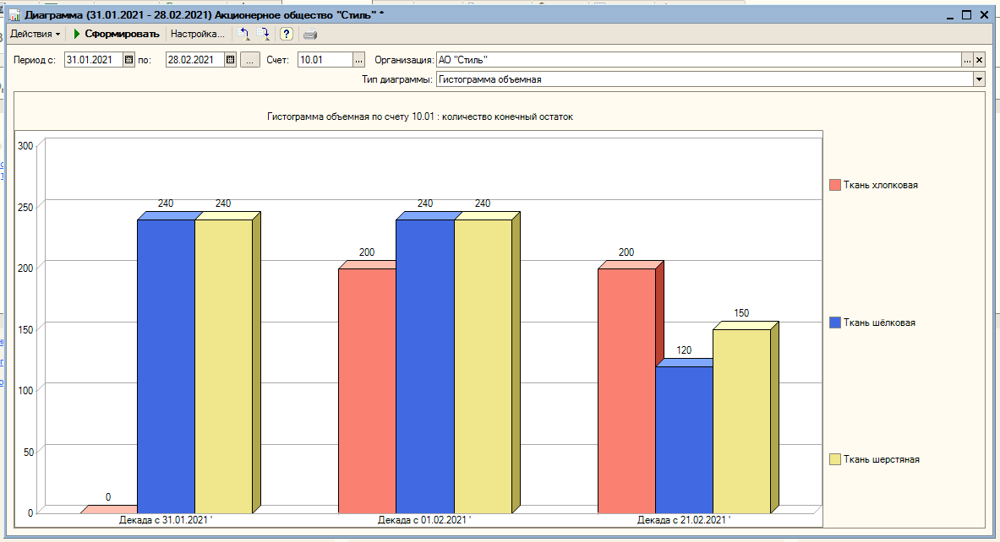 Диаграмма (31.01.2021 - 28.02.2021) Акционерное общество "Стиль" *
Действия Сформировать Настройка... ?
Период с: 31.01.2021 по: 28.02.2021 ... Счет: 10.01 ... Организация: АО "Стиль" ...
Тип диаграммы: Гистограмма объемная
Гистограмма объемная по счету 10.01 : количество конечный остаток
300
250
200
150
100
50
0
240 240
200 240 240
200 120 150
0
Декада с 31.01.2021 ' Декада с 01.02.2021 ' Декада с 21.02.2021 '
Ткань хлопковая
Ткань шёлковая
Ткань шерстяная